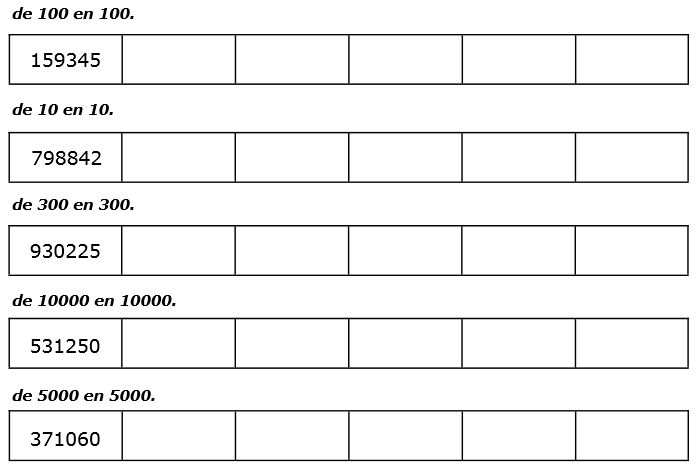 de 100 en 100.
159345
de 10 en 10.
798842
de 300 en 300.
930225
de 10000 en 10000.
531250
de 5000 en 5000.
371060